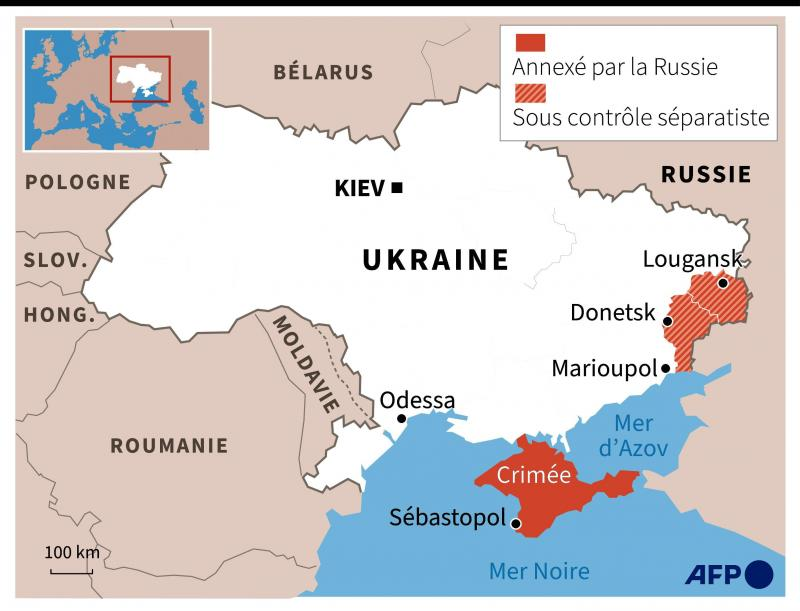 Annexé par la Russie
Sous contrôle séparatiste
BÉLARUS
POLOGNE
KIEV
RUSSIE
SLOV.
UKRAINE
Lougansk
HONG.
Donetsk
MOLDAVIE
Marioupol
Odessa
ROUMANIE
Mer
d'Azov
Crimée
Sébastopol
100 km
Mer Noire
AFP